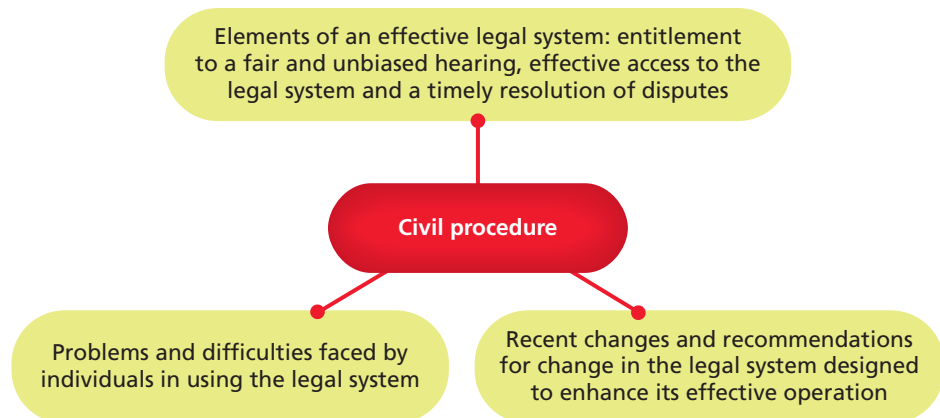 Elements of an effective legal system: entitlement
to a fair and unbiased hearing, effective access to the
legal system and a timely resolution of disputes
Civil procedure
Problems and difficulties faced by
individuals in using the legal system
Recent changes and recommendations
for change in the legal system designed
to enhance its effective operation